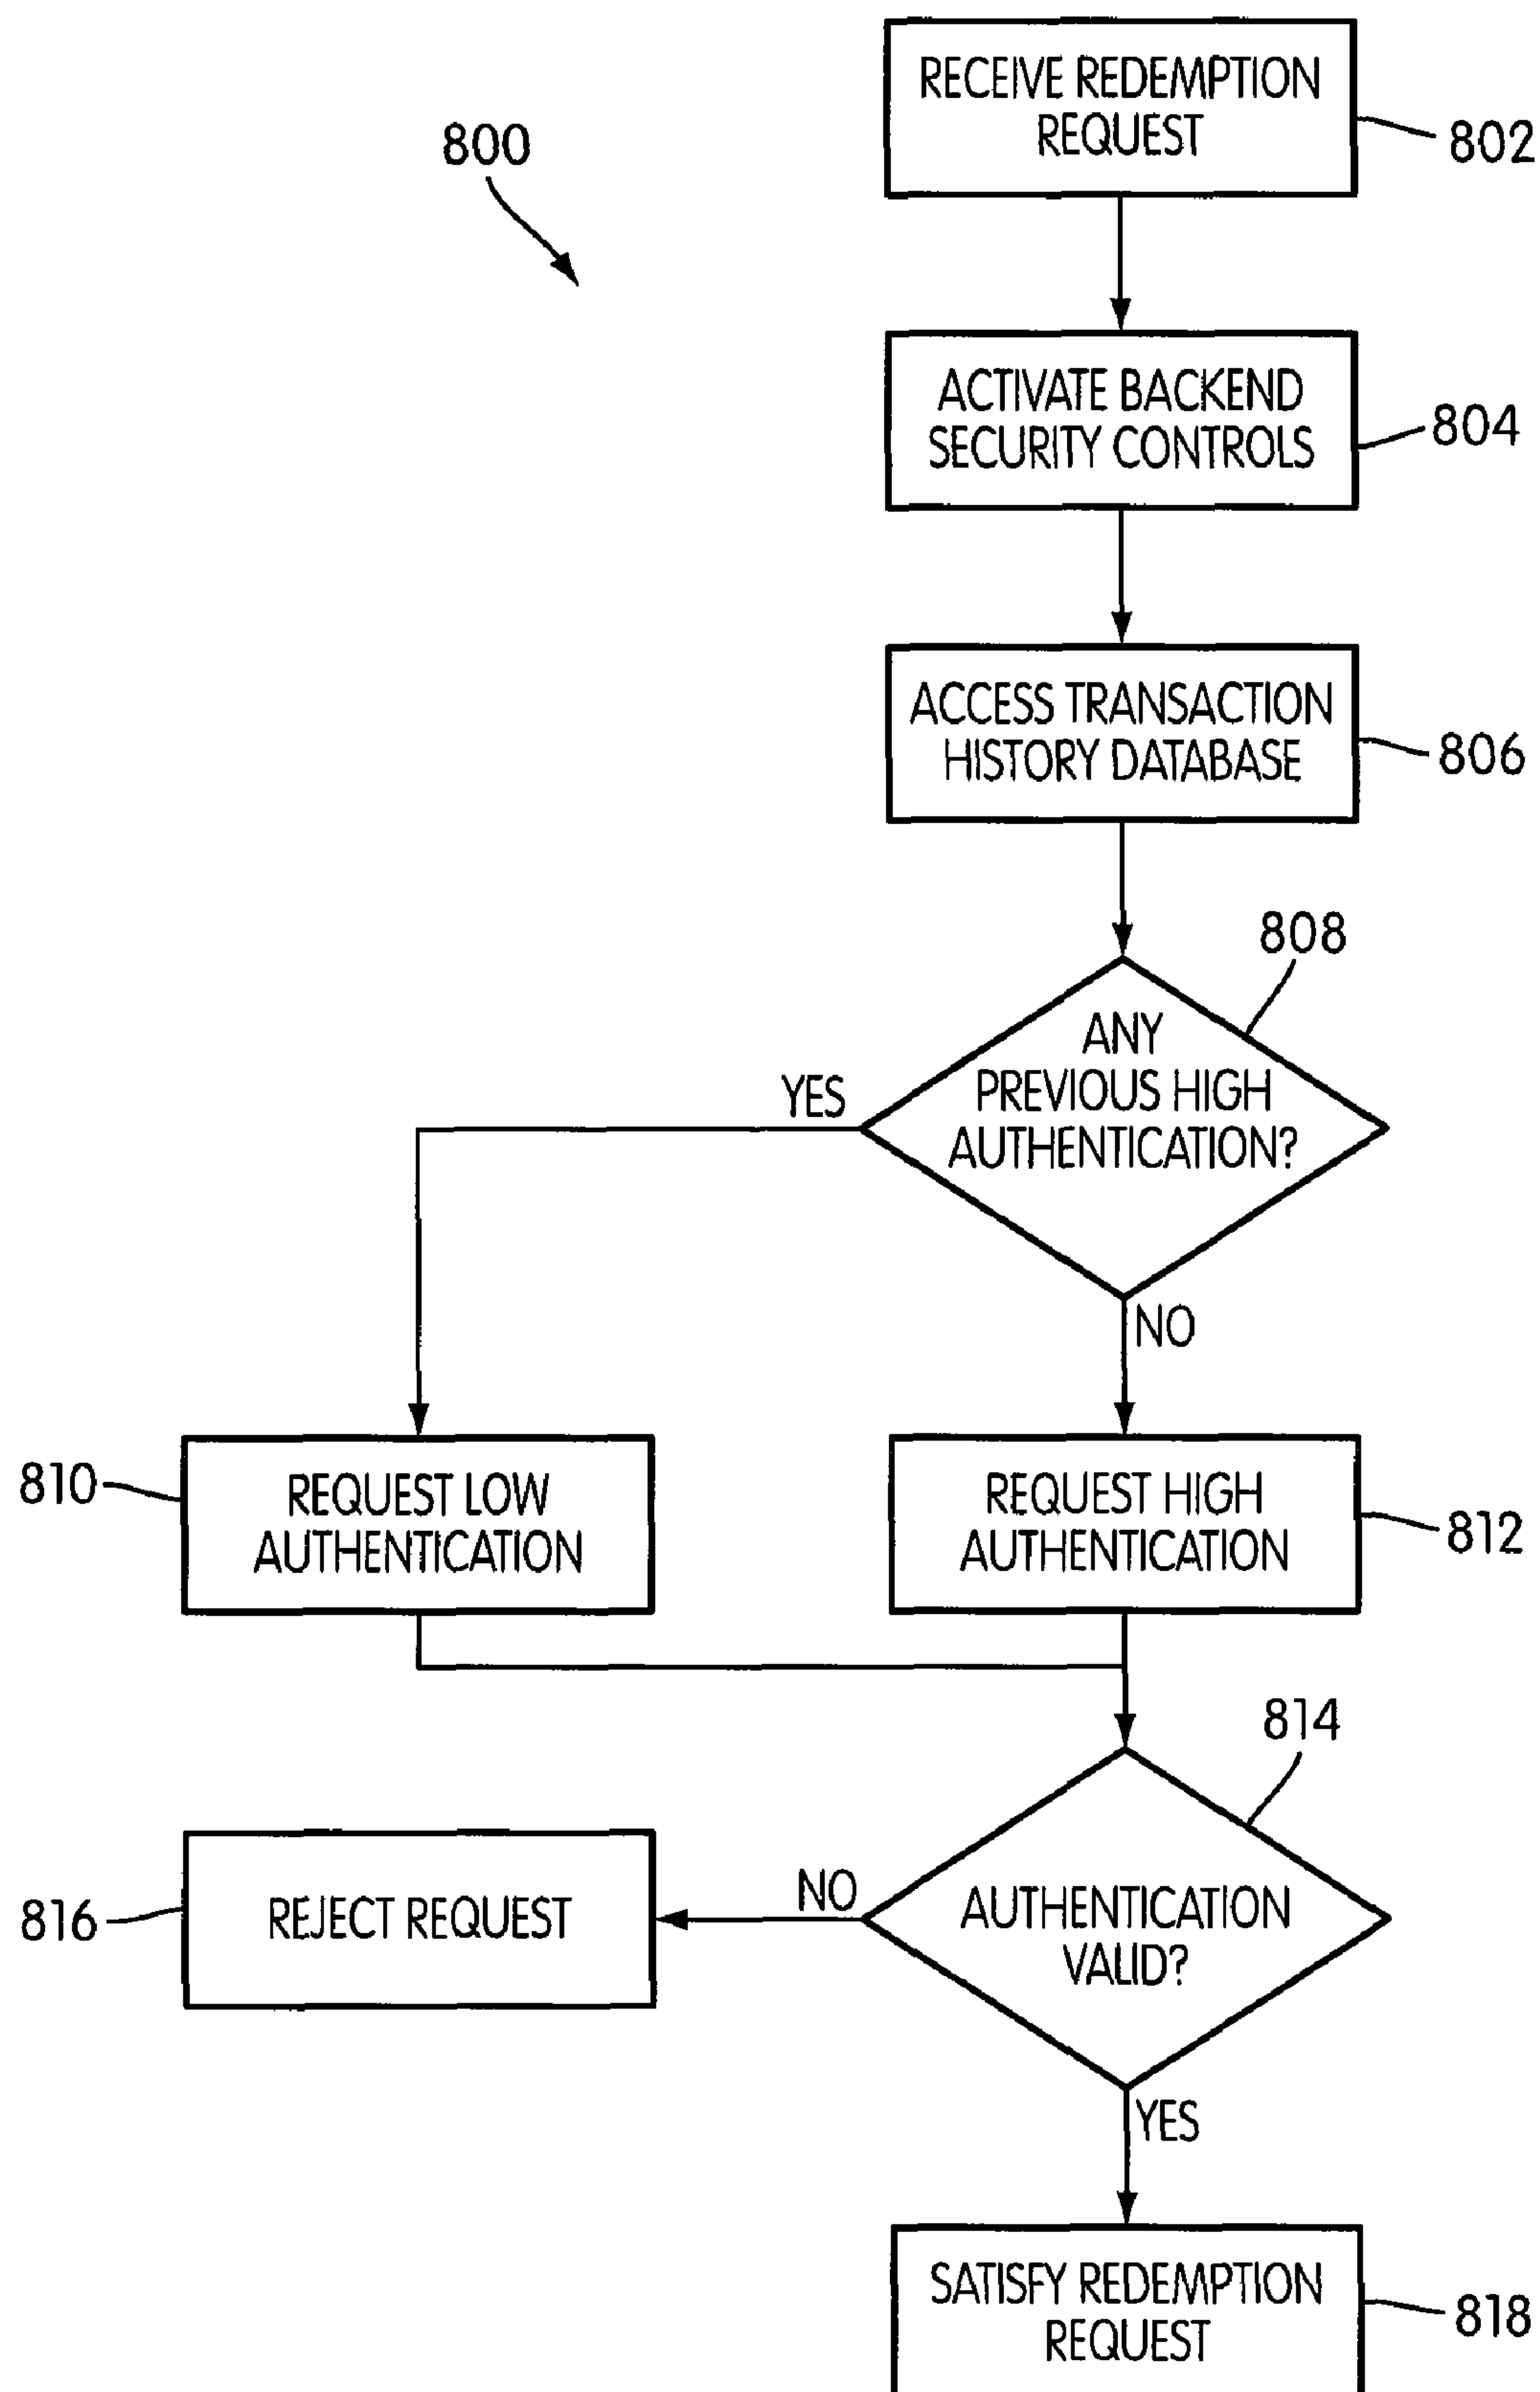 RECEIVE REDEMPTION
REQUEST
802
800
ACTIVATE BACKEND
SECURITY CONTROLS
804
ACCESS TRANSACTION
HISTORY DATABASE
806
808
ANY
PREVIOUS HIGH
AUTHENTICATION?
YES
NO
810
REQUEST LOW
AUTHENTICATION
REQUEST HIGH
AUTHENTICATION
812
814
AUTHENTICATION
VALID?
NO
816
REJECT REQUEST
YES
SATISFY REDEMPTION
REQUEST
818